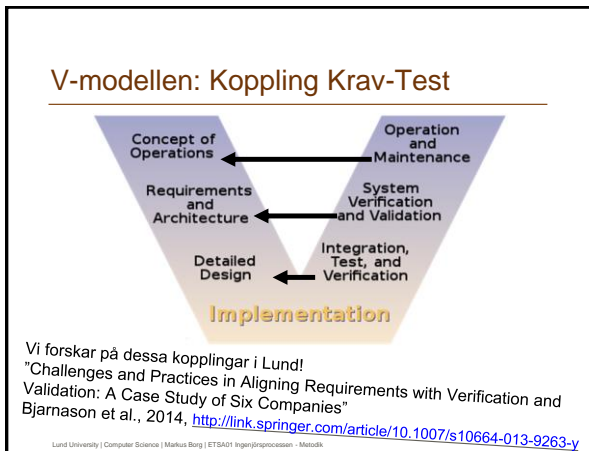 V-modellen: Koppling Krav-Test
Concept of
Operations
Operation
and
Maintenance
Requirements
and
Architecture
System
Verification
and Validation
Detailed
Design
Integration,
Test, and
Verification
Implementation
Vi forskar på dessa kopplingar i Lund!
”Challenges and Practices in Aligning Requirements with Verification and
Validation: A Case Study of Six Companies”
Bjarnason et al., 2014, http://link.springer.com/article/10.1007/s10664-013-9263-y
Lund University | Computer Science | Markus Borg | ETSA01 Ingenjörsprocessen - Metodik